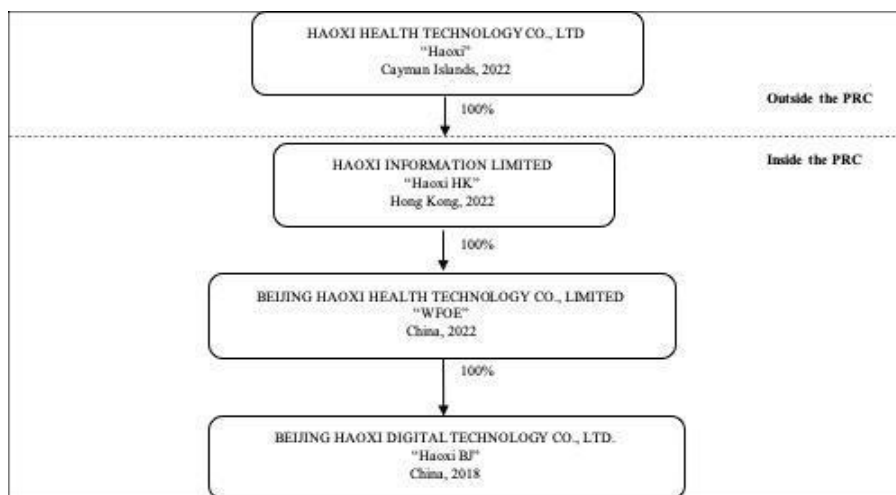 HAOXI HEALTH TECHNOLOGY CO., LTD
“Haoxi”
Cayman Islands, 2022
100%
Outside the PRC
Inside the PRC
HAOXI INFORMATION LIMITED
“Haoxi HK”
Hong Kong, 2022
100%
BEIJING HAOXI HEALTH TECHNOLOGY CO., LIMITED
“WFOE”
China, 2022
100%
BEIJING HAOXI DIGITAL TECHNOLOGY CO., LTD.
“Haoxi BJ”
China, 2018